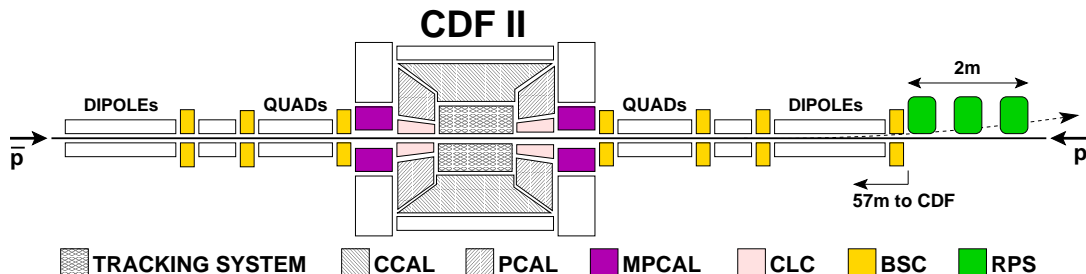 CDF II
2m
DIPOLEs QUADs QUADs DIPOLEs
p̅ p
57m to CDF
TRACKING SYSTEM CCAL PCAL MPCAL CLC BSC RPS